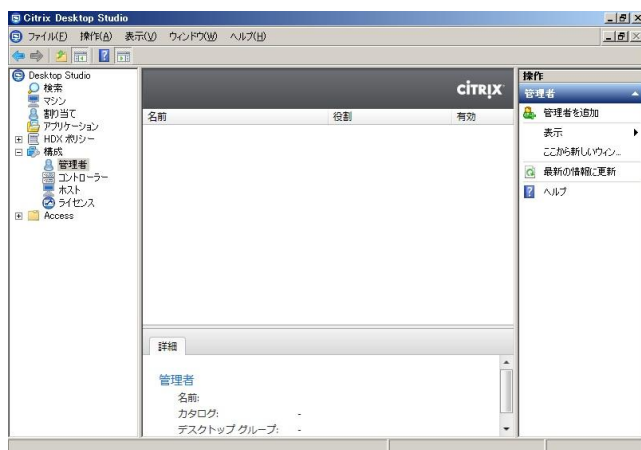 Citrix Desktop Studio
ファイル(F) 操作(A) 表示(V) ウィンドウ(W) ヘルプ(H)
Desktop Studio
検索
マシン
割り当て
アプリケーション
HDX ポリシー
構成
管理者
コントローラー
ホスト
ライセンス
Access
CİTRIX
名前 役割 有効
詳細
管理者
名前:
カタログ: -
デスクトップ グループ: -
操作
管理者
管理者を追加
表示
ここから新しいウィン...
最新の情報に更新
ヘルプ